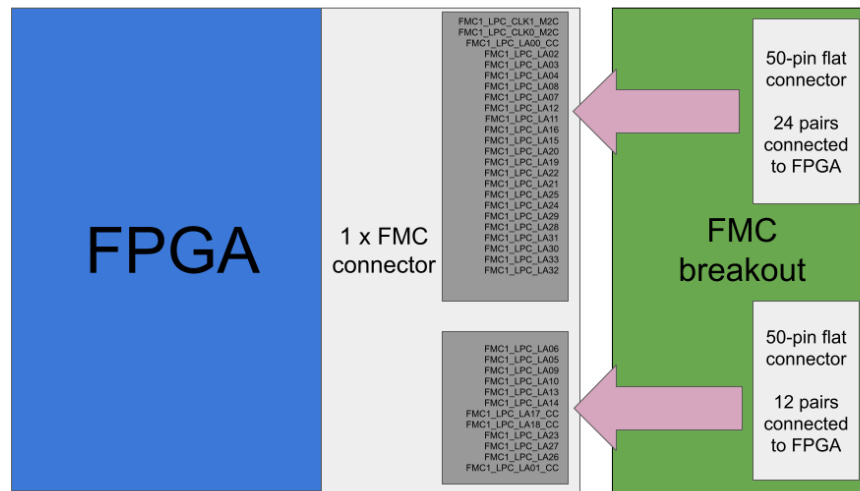 FPGA
1 x FMC
connector
FMC1_LPC_CLK1_M2C
FMC1_LPC_CLK0_M2C
FMC1_LPC_LA00_CC
FMC1_LPC_LA02
FMC1_LPC_LA03
FMC1_LPC_LA04
FMC1_LPC_LA08
FMC1_LPC_LA07
FMC1_LPC_LA12
FMC1_LPC_LA11
FMC1_LPC_LA16
FMC1_LPC_LA15
FMC1_LPC_LA20
FMC1_LPC_LA19
FMC1_LPC_LA22
FMC1_LPC_LA21
FMC1_LPC_LA25
FMC1_LPC_LA24
FMC1_LPC_LA29
FMC1_LPC_LA28
FMC1_LPC_LA31
FMC1_LPC_LA30
FMC1_LPC_LA33
FMC1_LPC_LA32
FMC1_LPC_LA06
FMC1_LPC_LA05
FMC1_LPC_LA09
FMC1_LPC_LA10
FMC1_LPC_LA13
FMC1_LPC_LA14
FMC1_LPC_LA17_CC
FMC1_LPC_LA18_CC
FMC1_LPC_LA23
FMC1_LPC_LA27
FMC1_LPC_LA26
FMC1_LPC_LA01_CC
FMC
breakout
50-pin flat
connector
24 pairs
connected
to FPGA
50-pin flat
connector
12 pairs
connected
to FPGA